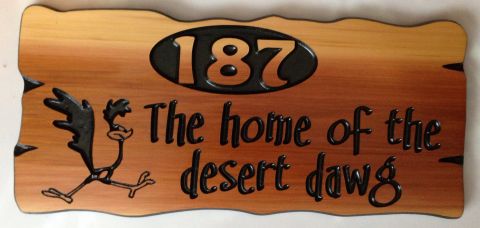 187
The home of the
desert dawg